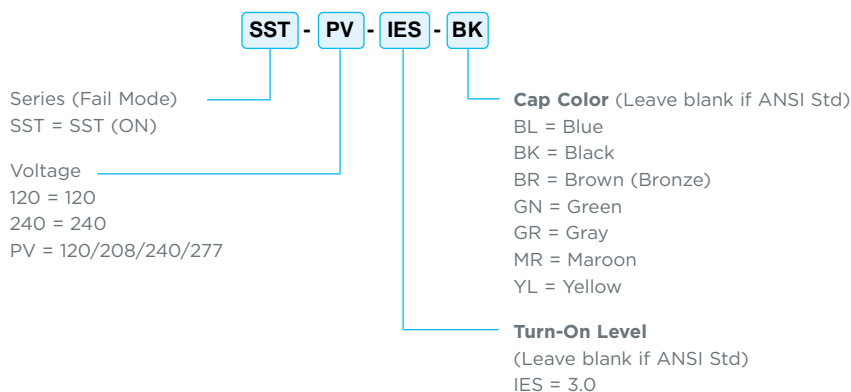 SST - PV - IES - BK
Series (Fail Mode)
SST = SST (ON)
Voltage
120 = 120
240 = 240
PV = 120/208/240/277
Cap Color (Leave blank if ANSI Std)
BL = Blue
BK = Black
BR = Brown (Bronze)
GN = Green
GR = Gray
MR = Maroon
YL = Yellow
Turn-On Level
(Leave blank if ANSI Std)
IES = 3.0